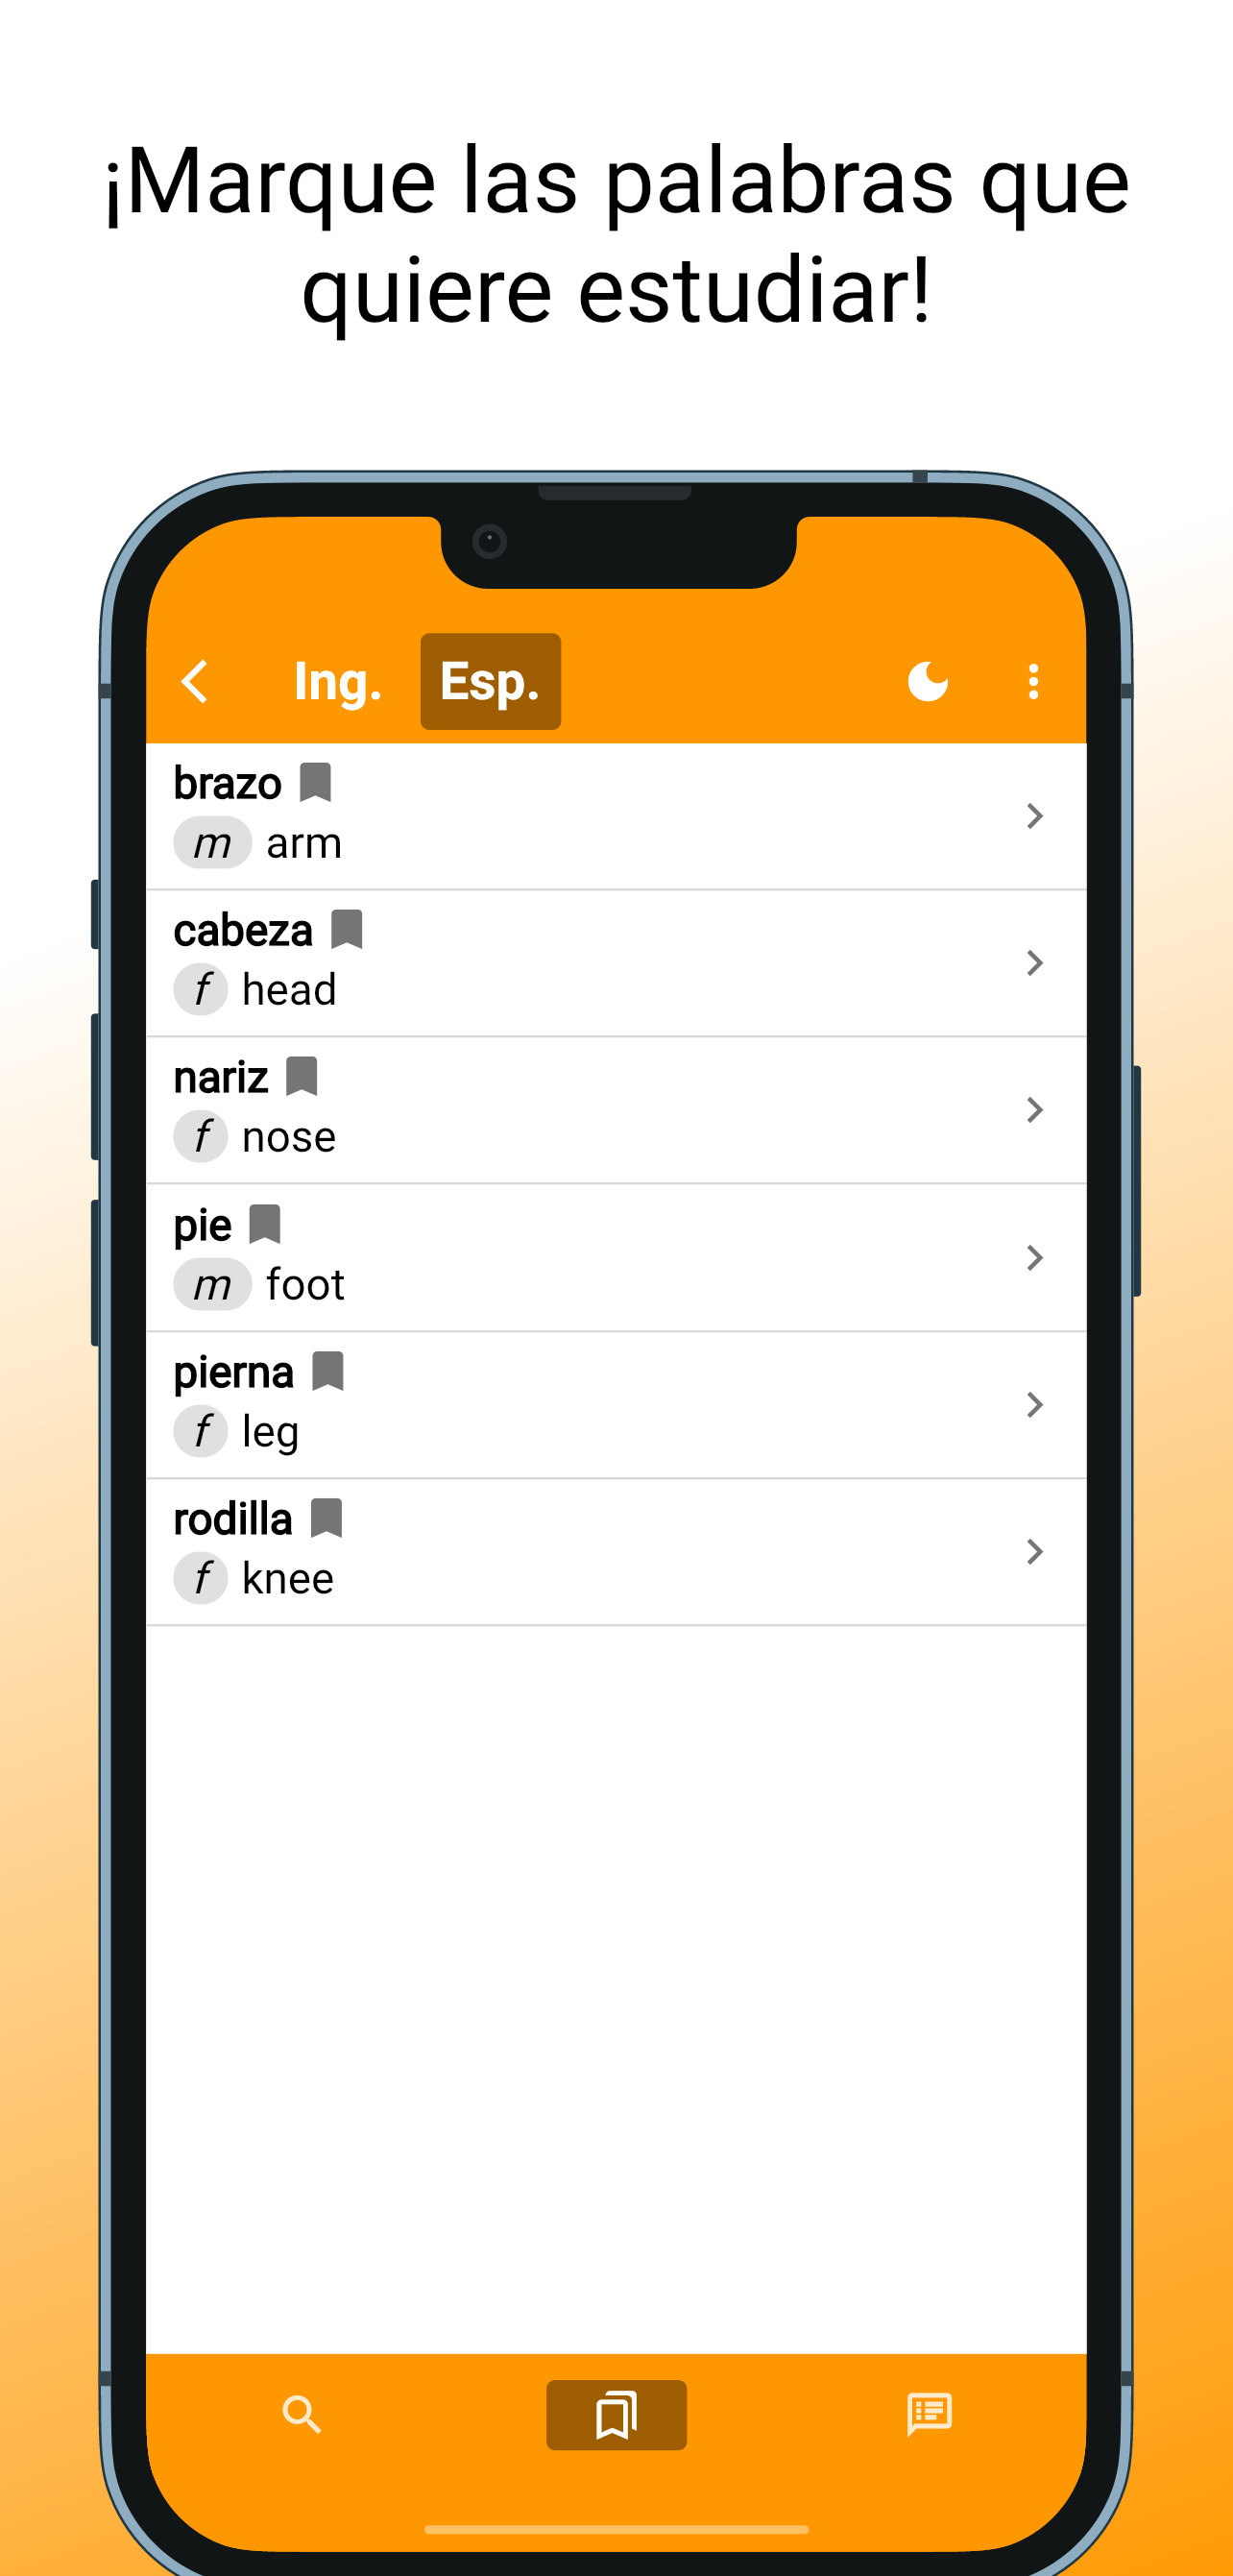 ¡Marque las palabras que
quiere estudiar!
Ing. Esp.
brazo
m arm
cabeza
f head
nariz
f nose
pie
m foot
pierna
f leg
rodilla
f knee